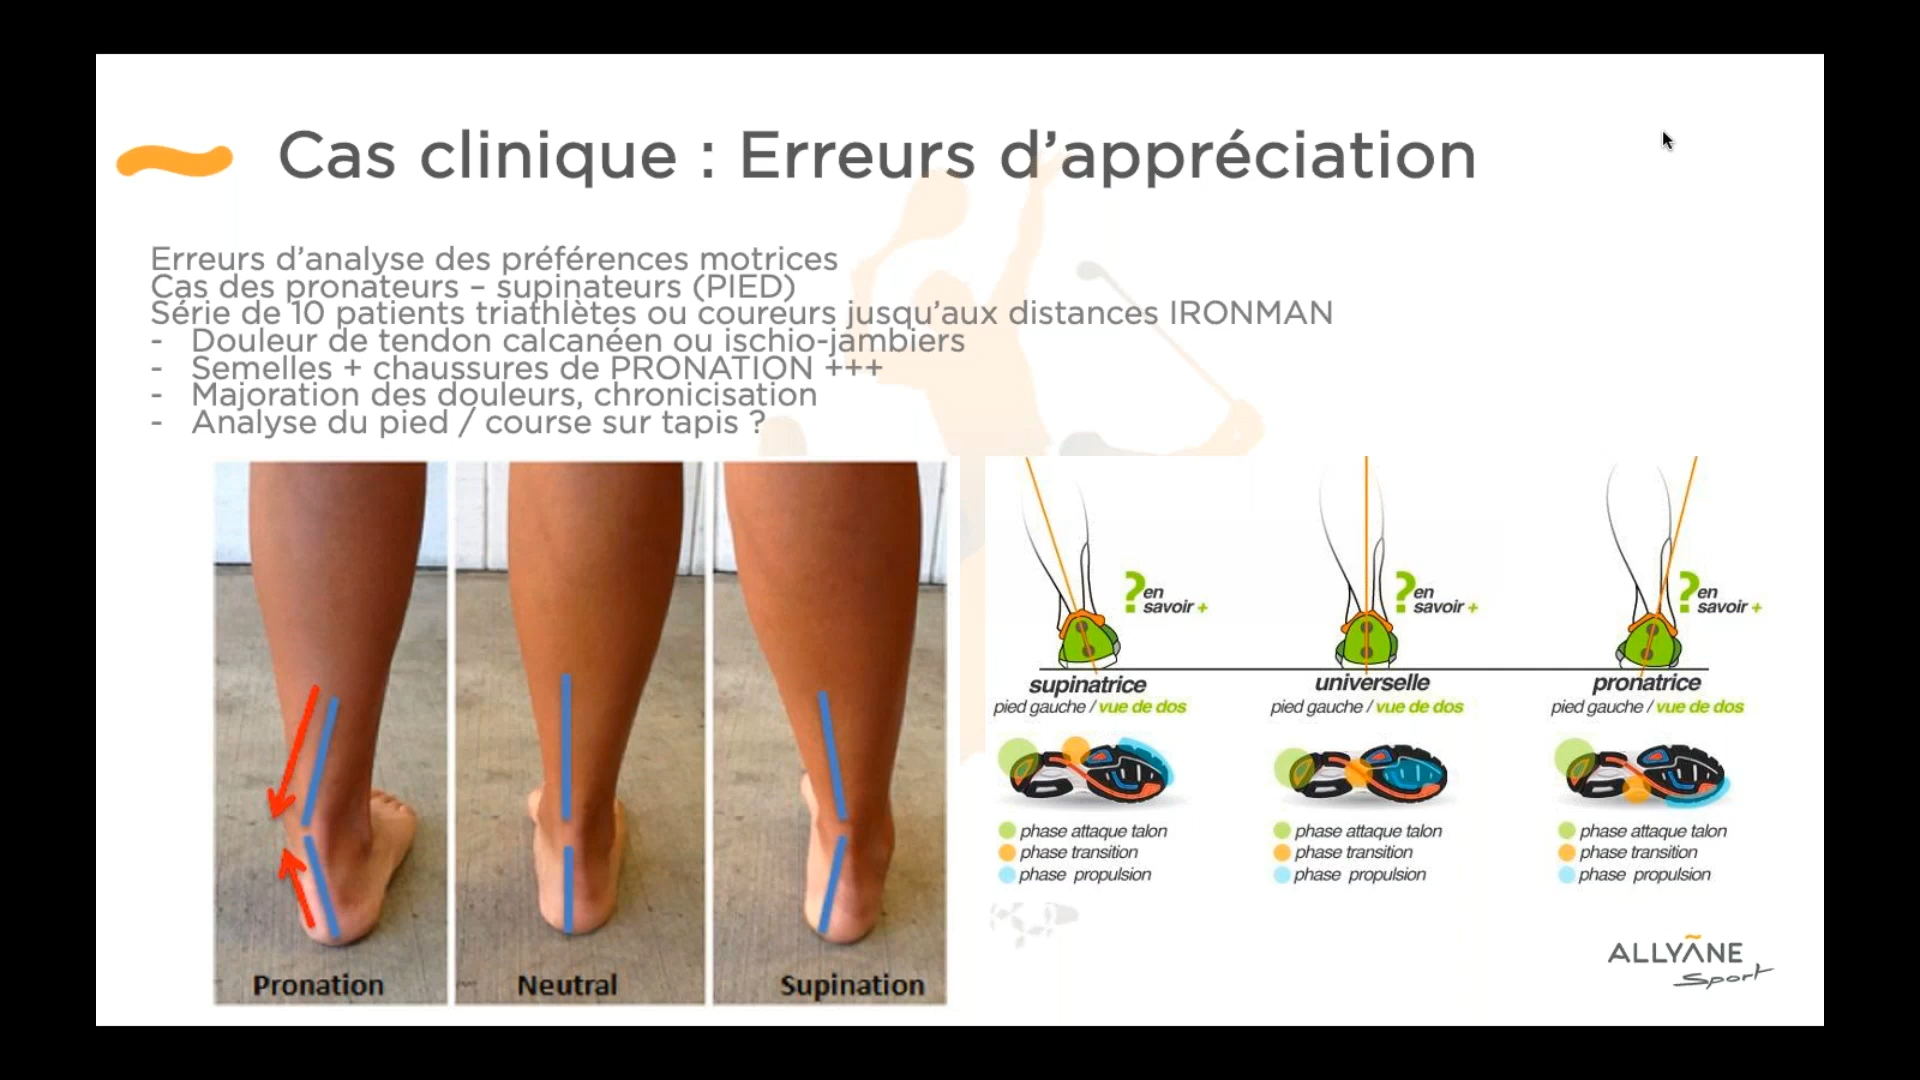 Cas clinique : Erreurs d’appréciation
Erreurs d’analyse des préférences motrices
Cas des pronateurs – supinateurs (PIED)
Série de 10 patients triathlètes ou coureurs jusqu’aux distances IRONMAN
- Douleur de tendon calcanéen ou ischio-jambiers
- Semelles + chaussures de PRONATION +++
- Majoration des douleurs, chronicisation
- Analyse du pied / course sur tapis ?
Pronation
Neutral
Supination
? en savoir +
? en savoir +
? en savoir +
supinatrice
pied gauche / vue de dos
universelle
pied gauche / vue de dos
pronatrice
pied gauche / vue de dos
phase attaque talon
phase transition
phase propulsion
phase attaque talon
phase transition
phase propulsion
phase attaque talon
phase transition
phase propulsion
ALLYANE
Sport